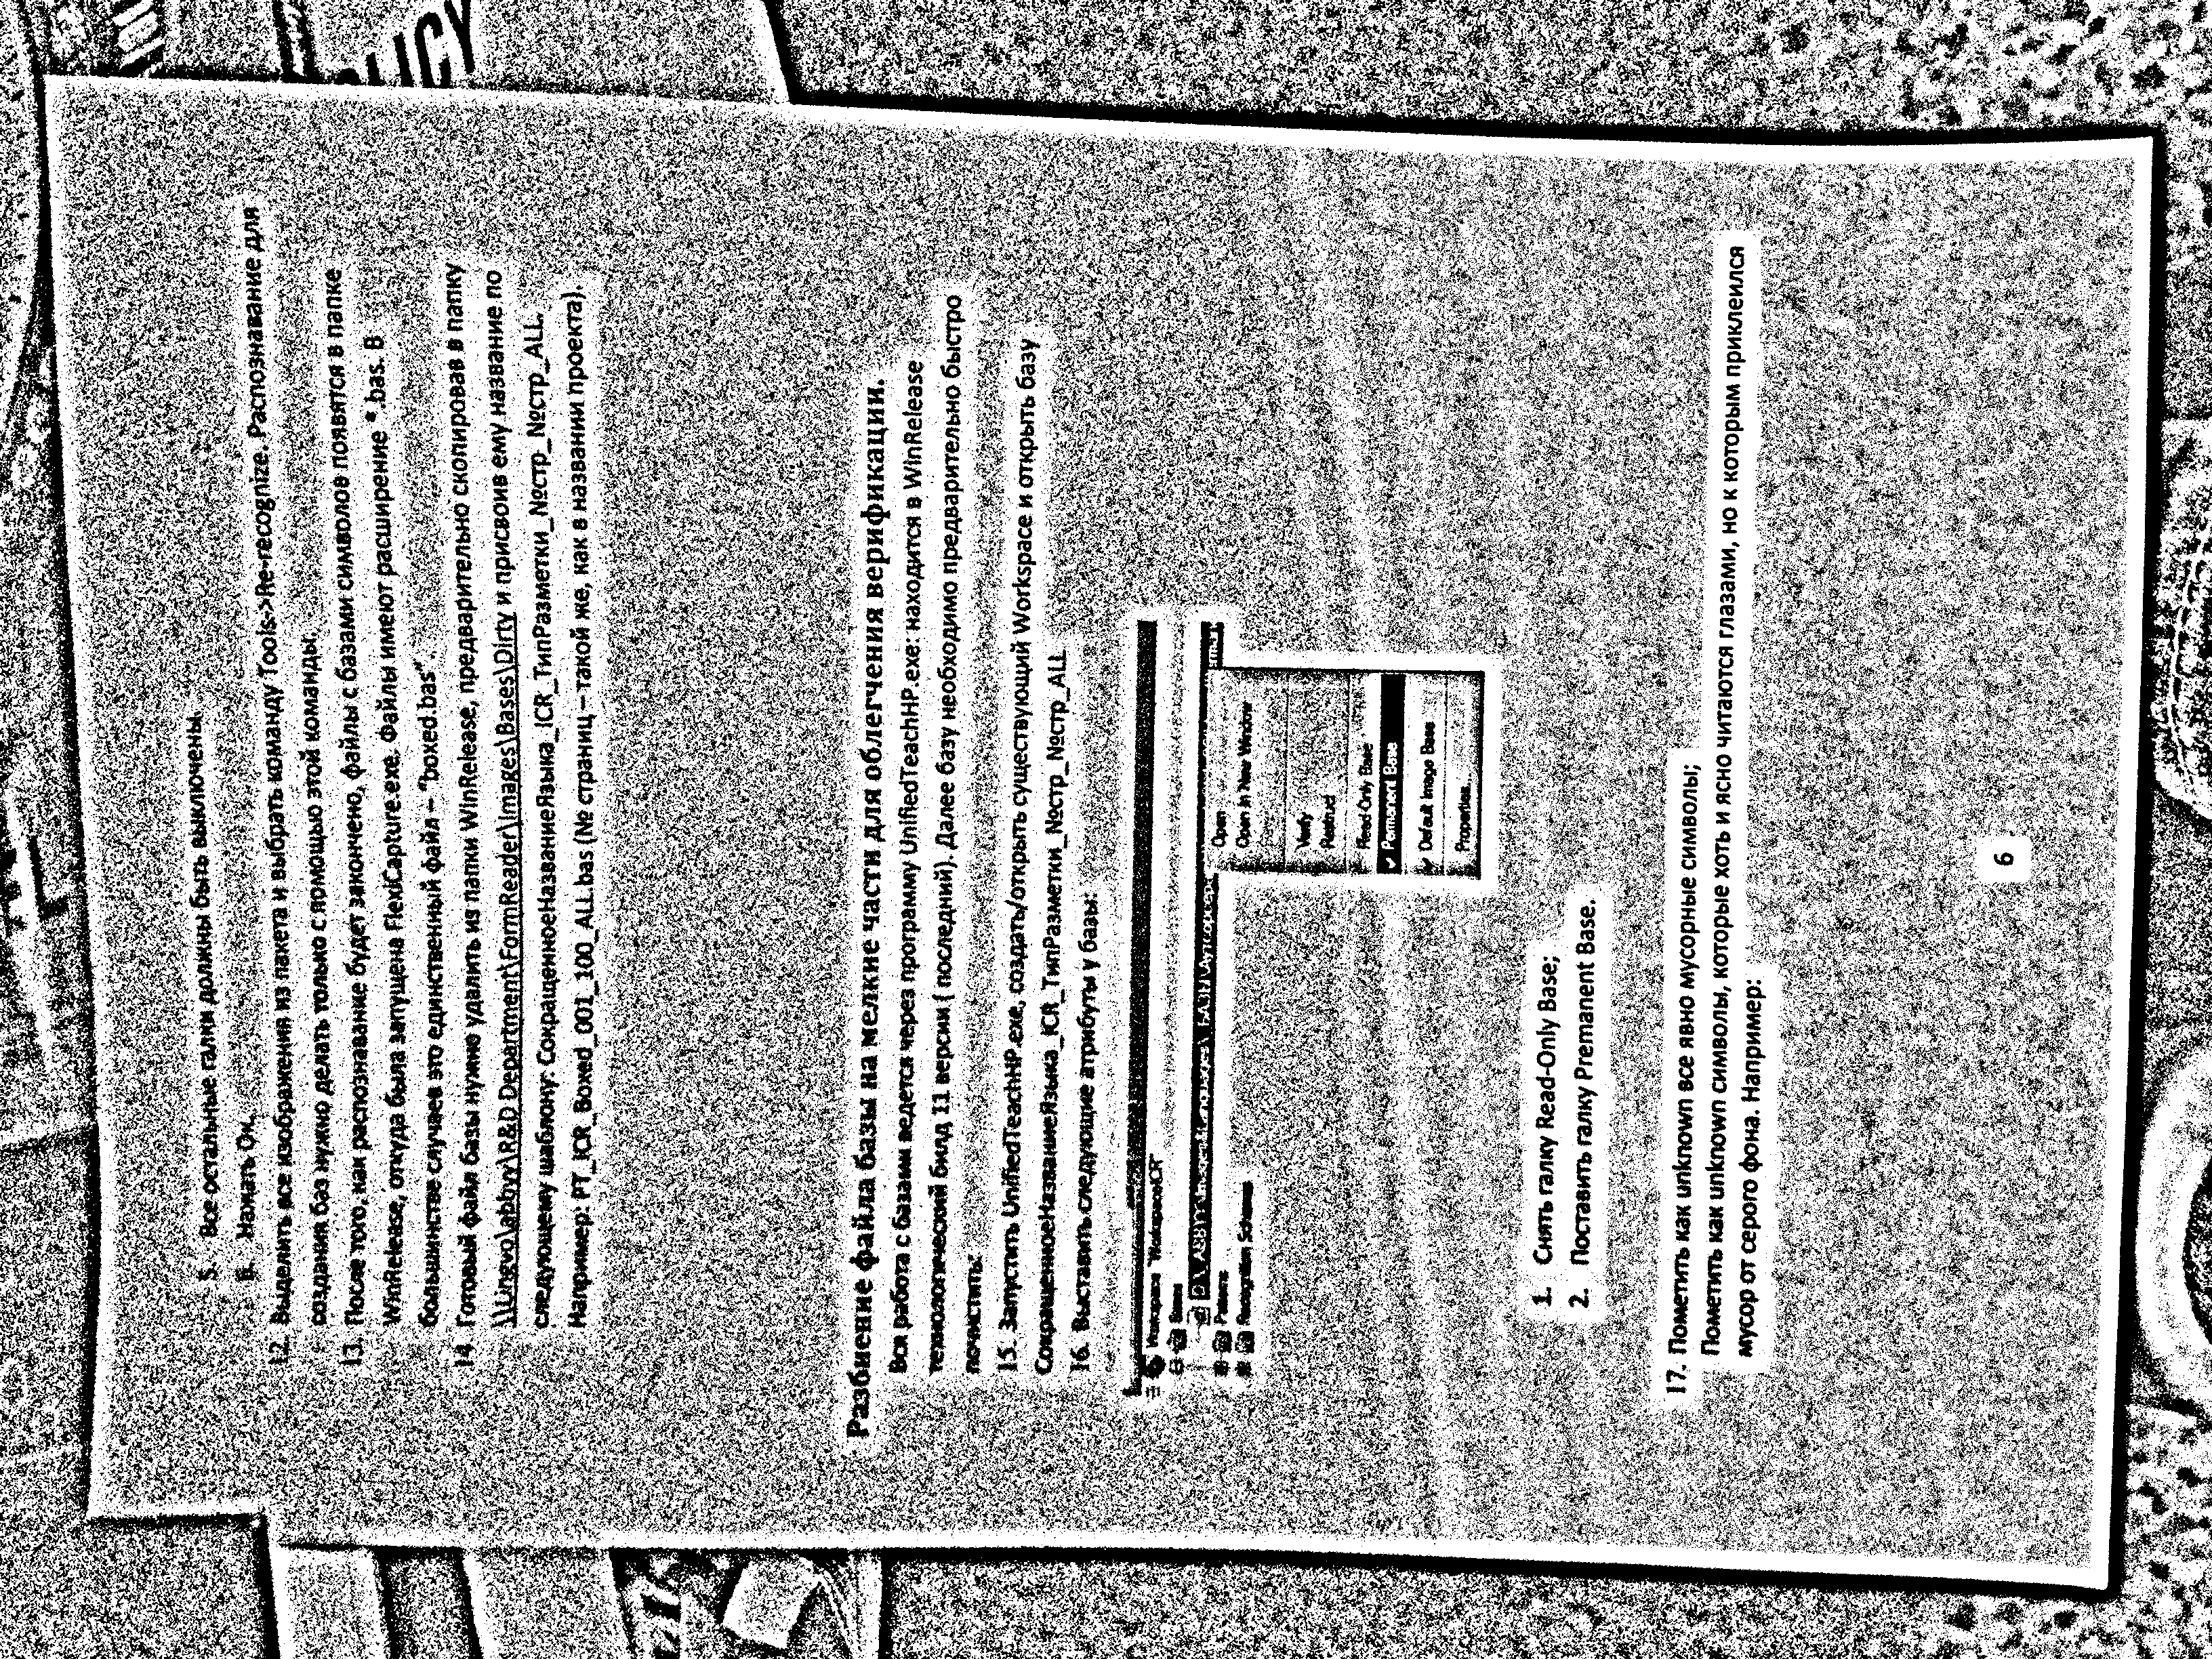 5. Все остальные галки должны быть выключены.
6. Нажать Ок.
12. Выделить все изображения из пакета и выбрать команду Tools->Re-recognize. Распознавание для
создания баз нужно делать только с помощью этой команды.
13. После того, как распознавание будет закончено, файлы с базами символов появятся в папке
WinRelease, откуда была запущена FlexiCapture.exe. Файлы имеют расширение *.bas. В
большинстве случаев это единственный файл – "boxed.bas".
14. Готовый файл базы нужно удалить из папки WinRelease, предварительно скопировав в папку
\\Lingvo\abbyy\R&D Department\FormReader\Images\Bases\Dirty и присвоив ему название по
следующему шаблону: СокращенноеНазваниеЯзыка_ICR_ТипРазметки_№стр_№стр_ALL.
Например: PT_ICR_Boxed_001_100_ALL.bas (№ страниц – такой же, как в названии проекта).
Разбиение файла базы на мелкие части для облегчения верификации.
Вся работа с базами ведется через программу UnifiedTeachHP.exe: находится в WinRelease
технологический билд 11 версии ( последний). Далее базу необходимо предварительно быстро
почистить:
15. Запустить UnifiedTeachHP.exe, создать/открыть существующий Workspace и открыть базу
СокращенноеНазваниеЯзыка_ICR_ТипРазметки_№стр_№стр_ALL
16. Выставить следующие атрибуты у базы:
Workspace
Bases
Patterns
Recognition Schemes
Open
Open in New Window
Verify
Restruct
Read-Only Base
Permanent Base
Default Image Base
Properties...
1. Снять галку Read-Only Base;
2. Поставить галку Premanent Base.
17. Пометить как unknown все явно мусорные символы;
Пометить как unknown символы, которые хоть и ясно читаются глазами, но к которым приклеился
мусор от серого фона. Например:
6
LICY